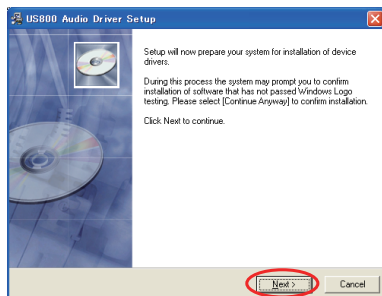 US800 Audio Driver Setup
Setup will now prepare your system for installation of device
drivers.
During this process the system may prompt you to confirm
installation of software that has not passed Windows Logo
testing. Please select [Continue Anyway] to confirm installation.
Click Next to continue.
Next >
Cancel